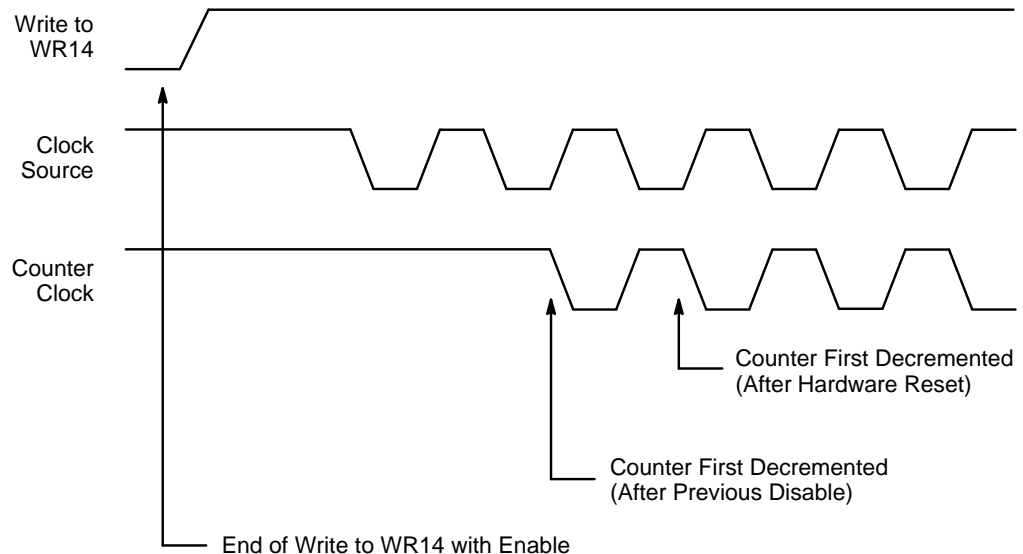 Write to
WR14
Clock
Source
Counter
Clock
Counter First Decremented
(After Hardware Reset)
Counter First Decremented
(After Previous Disable)
End of Write to WR14 with Enable